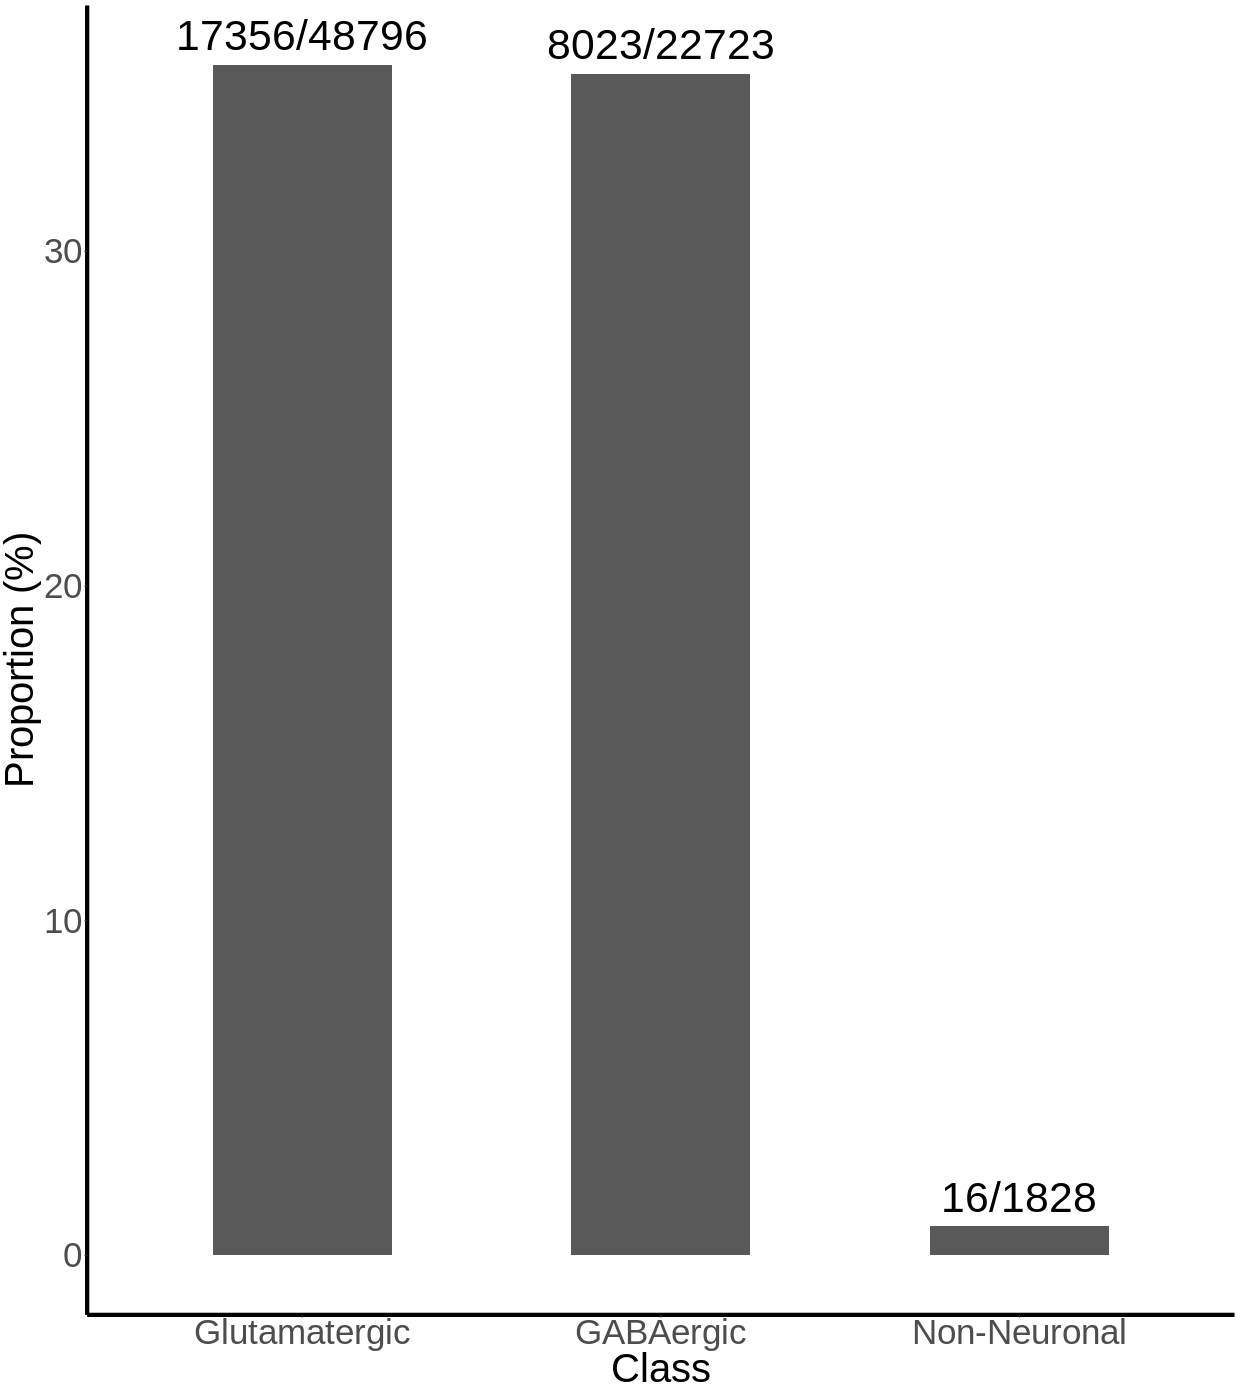 17356/48796
8023/22723
16/1828
30
20
10
0
Proportion (%)
Glutamatergic
GABAergic
Non-Neuronal
Class